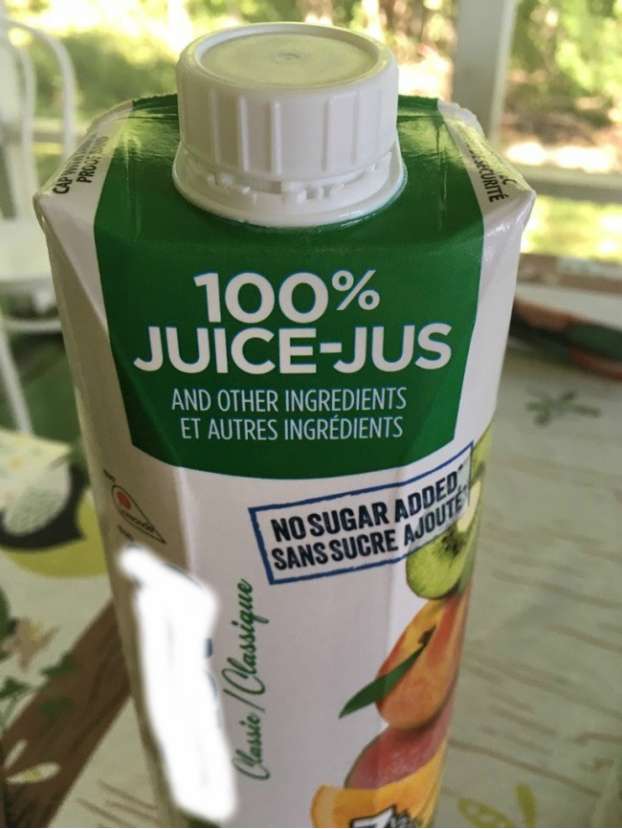 100%
JUICE-JUS
AND OTHER INGREDIENTS
ET AUTRES INGRÉDIENTS
NO SUGAR ADDED
SANS SUCRE AJOUTÉ
Classic/Classique